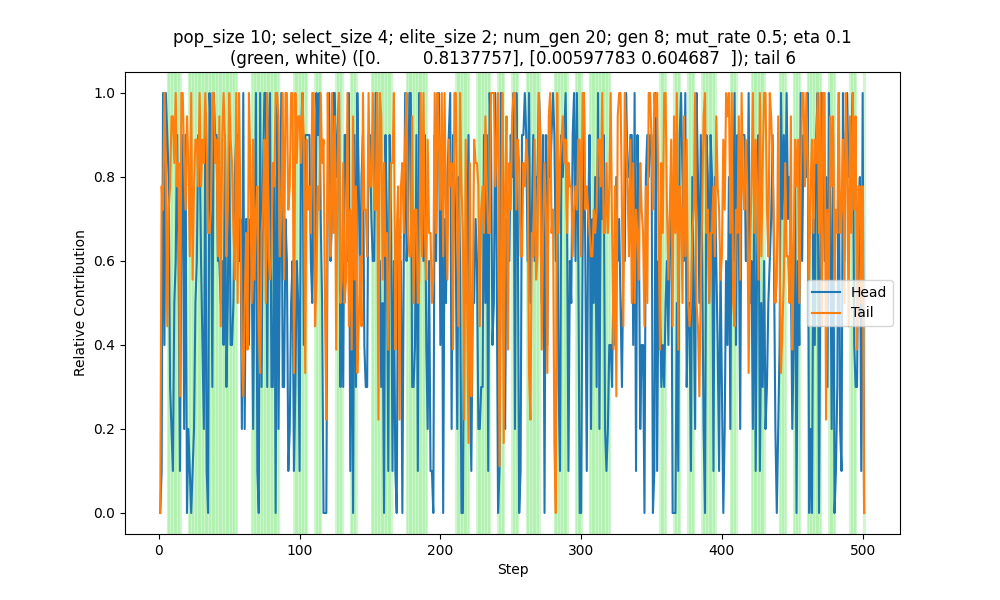 pop_size 10; select_size 4; elite_size 2; num_gen 20; gen 8; mut_rate 0.5; eta 0.1
(green, white) ([0.        0.8137757], [0.00597783 0.604687  ]); tail 6
1.0
0.8
0.6
0.4
0.2
0.0
Relative Contribution
Head
Tail
0 100 200 300 400 500
Step